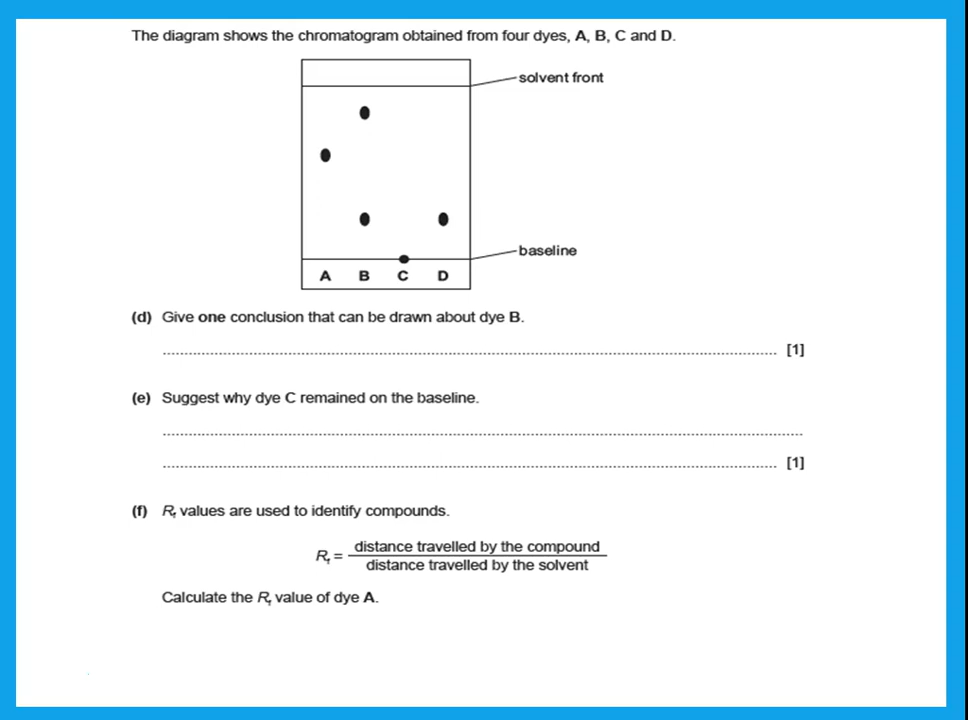 The diagram shows the chromatogram obtained from four dyes, A, B, C and D.
solvent front
baseline
A B C D
(d) Give one conclusion that can be drawn about dye B.
[1]
(e) Suggest why dye C remained on the baseline.
[1]
(f) Rf values are used to identify compounds.
Rf = distance travelled by the compound
distance travelled by the solvent
Calculate the Rf value of dye A.